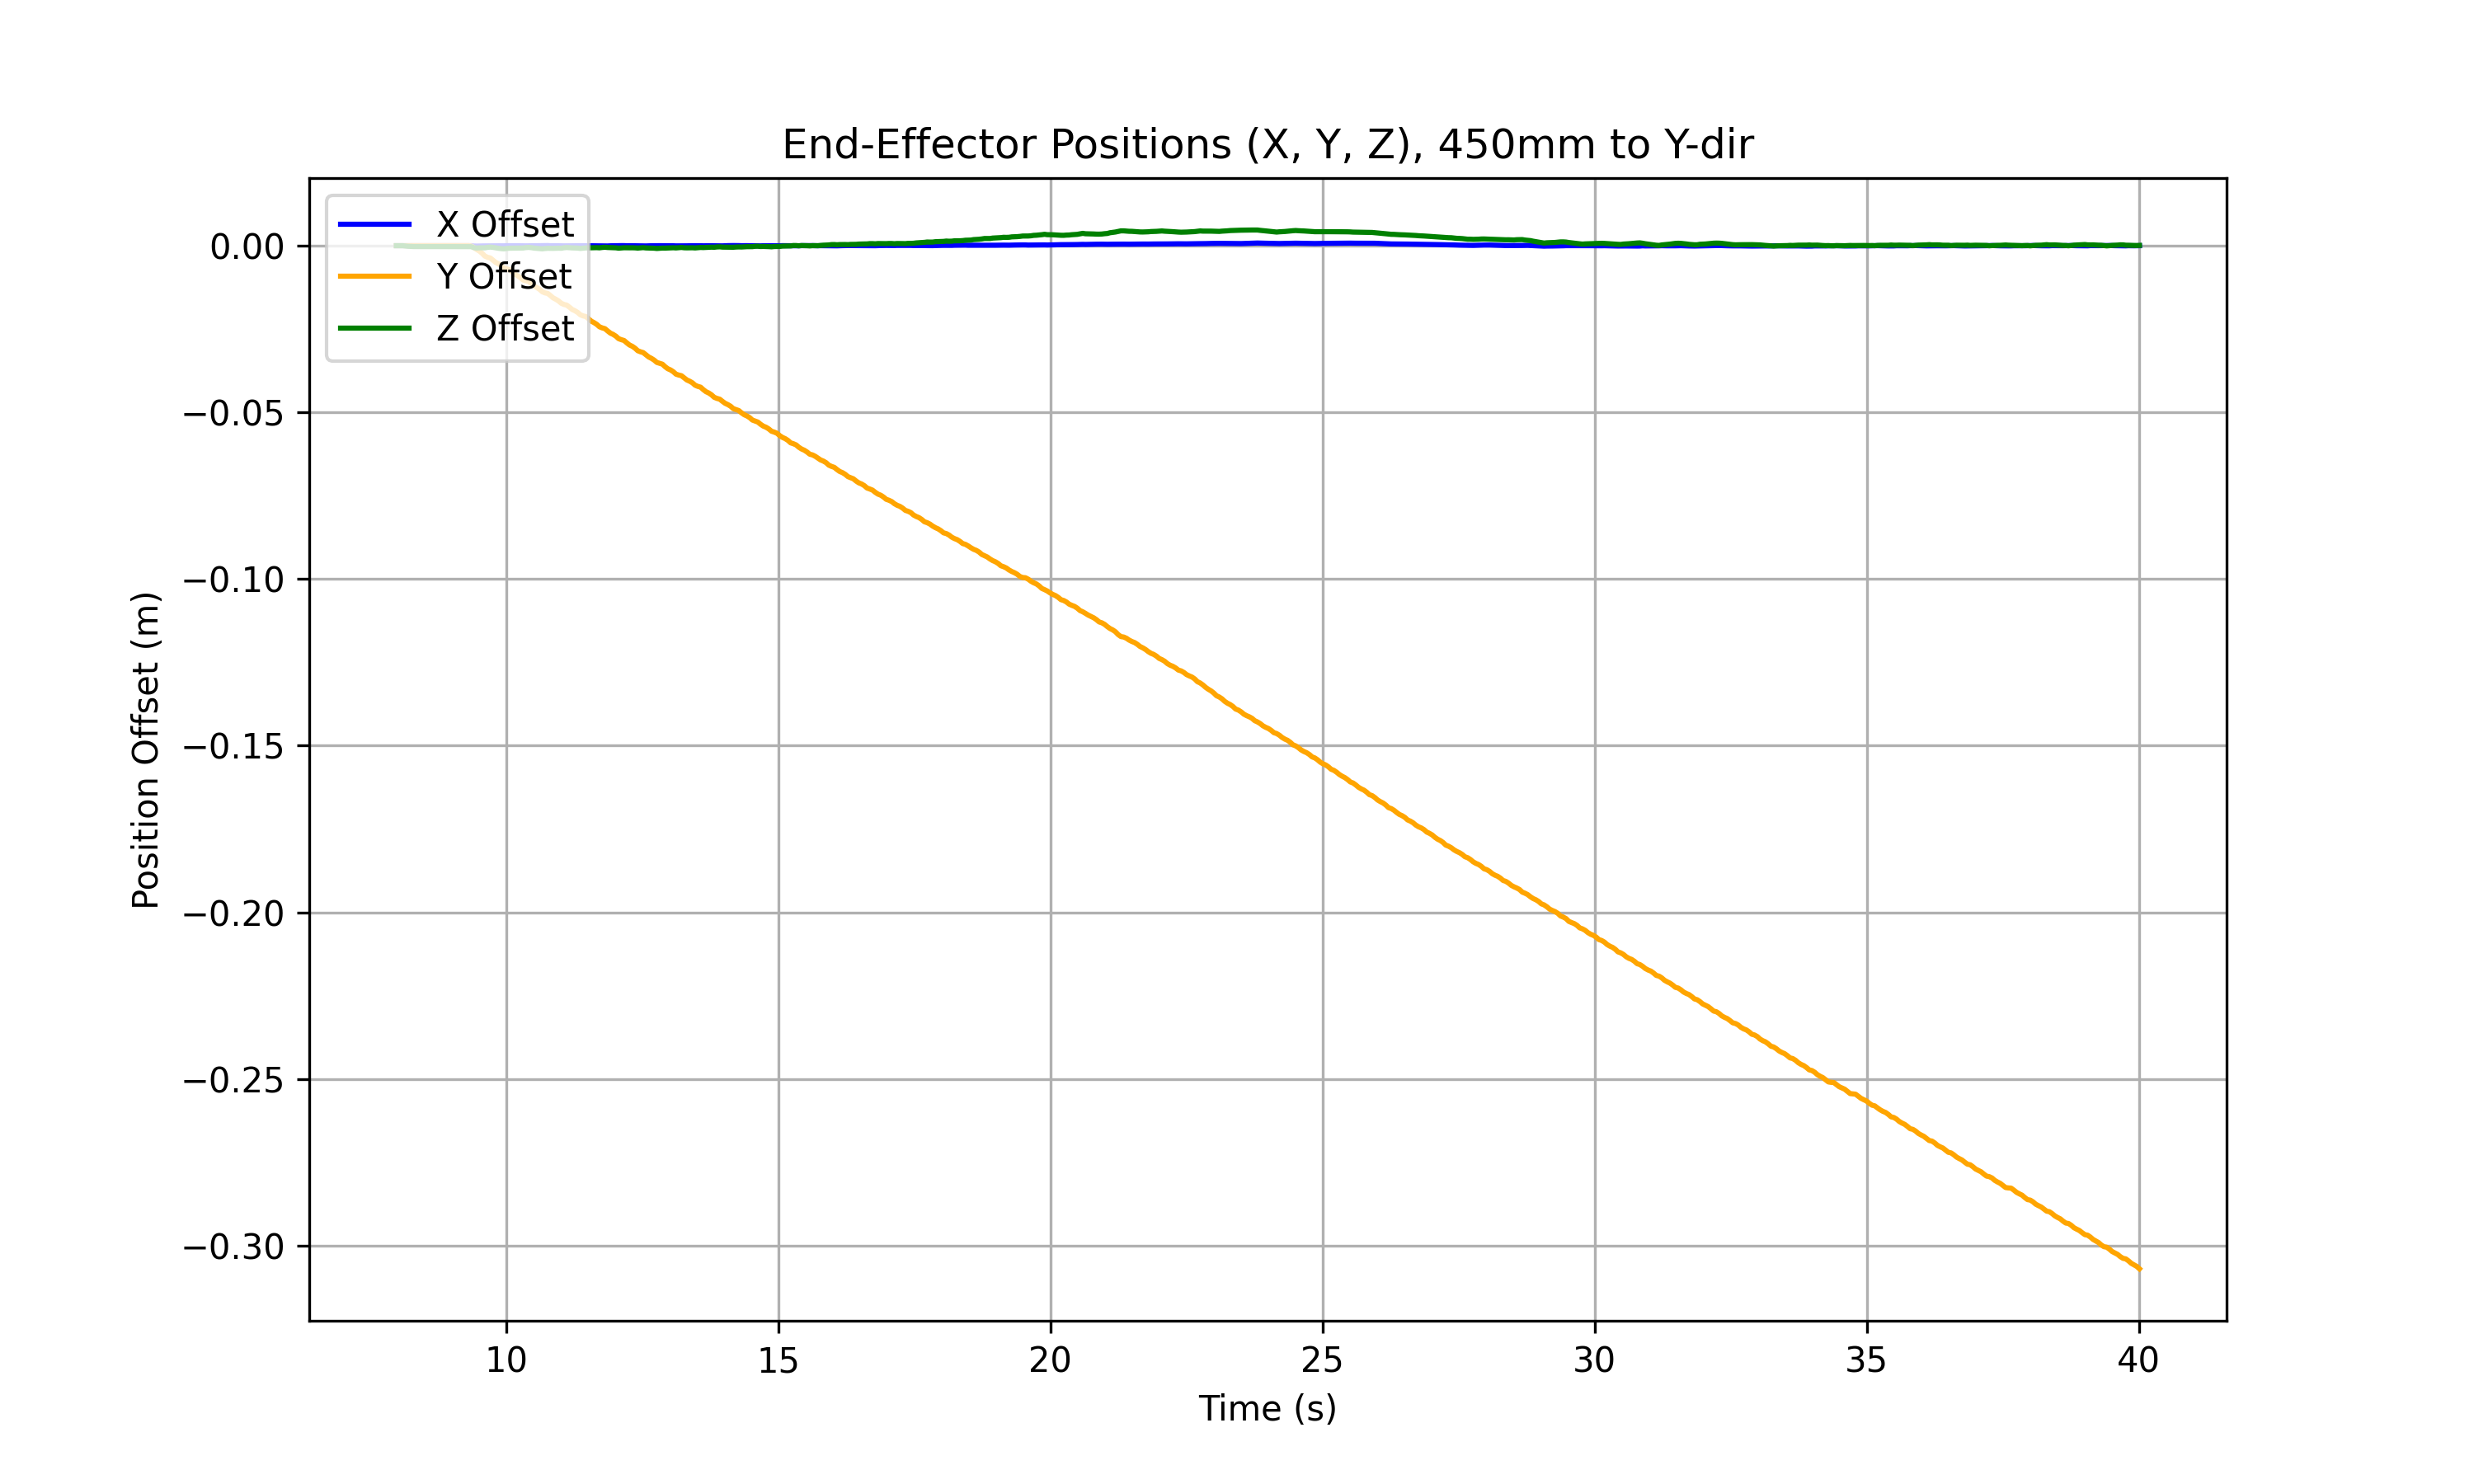 End-Effector Positions (X, Y, Z), 450mm to Y-dir
X Offset
Y Offset
Z Offset
0.00
−0.05
−0.10
−0.15
−0.20
−0.25
−0.30
Position Offset (m)
10 15 20 25 30 35 40
Time (s)